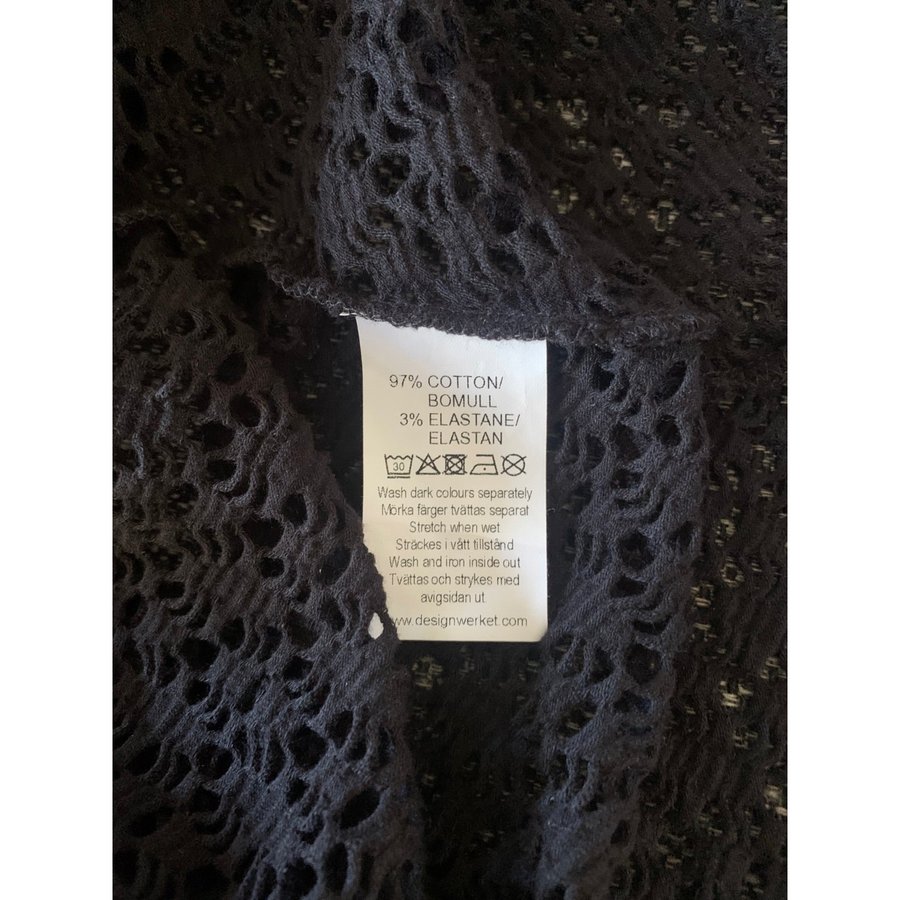 97% COTTON/
BOMULL
3% ELASTANE/
ELASTAN
30
Wash dark colours separately
Mörka färger tvättas separat
Stretch when wet
Sträckes i vått tillstånd
Wash and iron inside out
Tvättas och strykes med
avigsidan ut
ww.designwerket.com